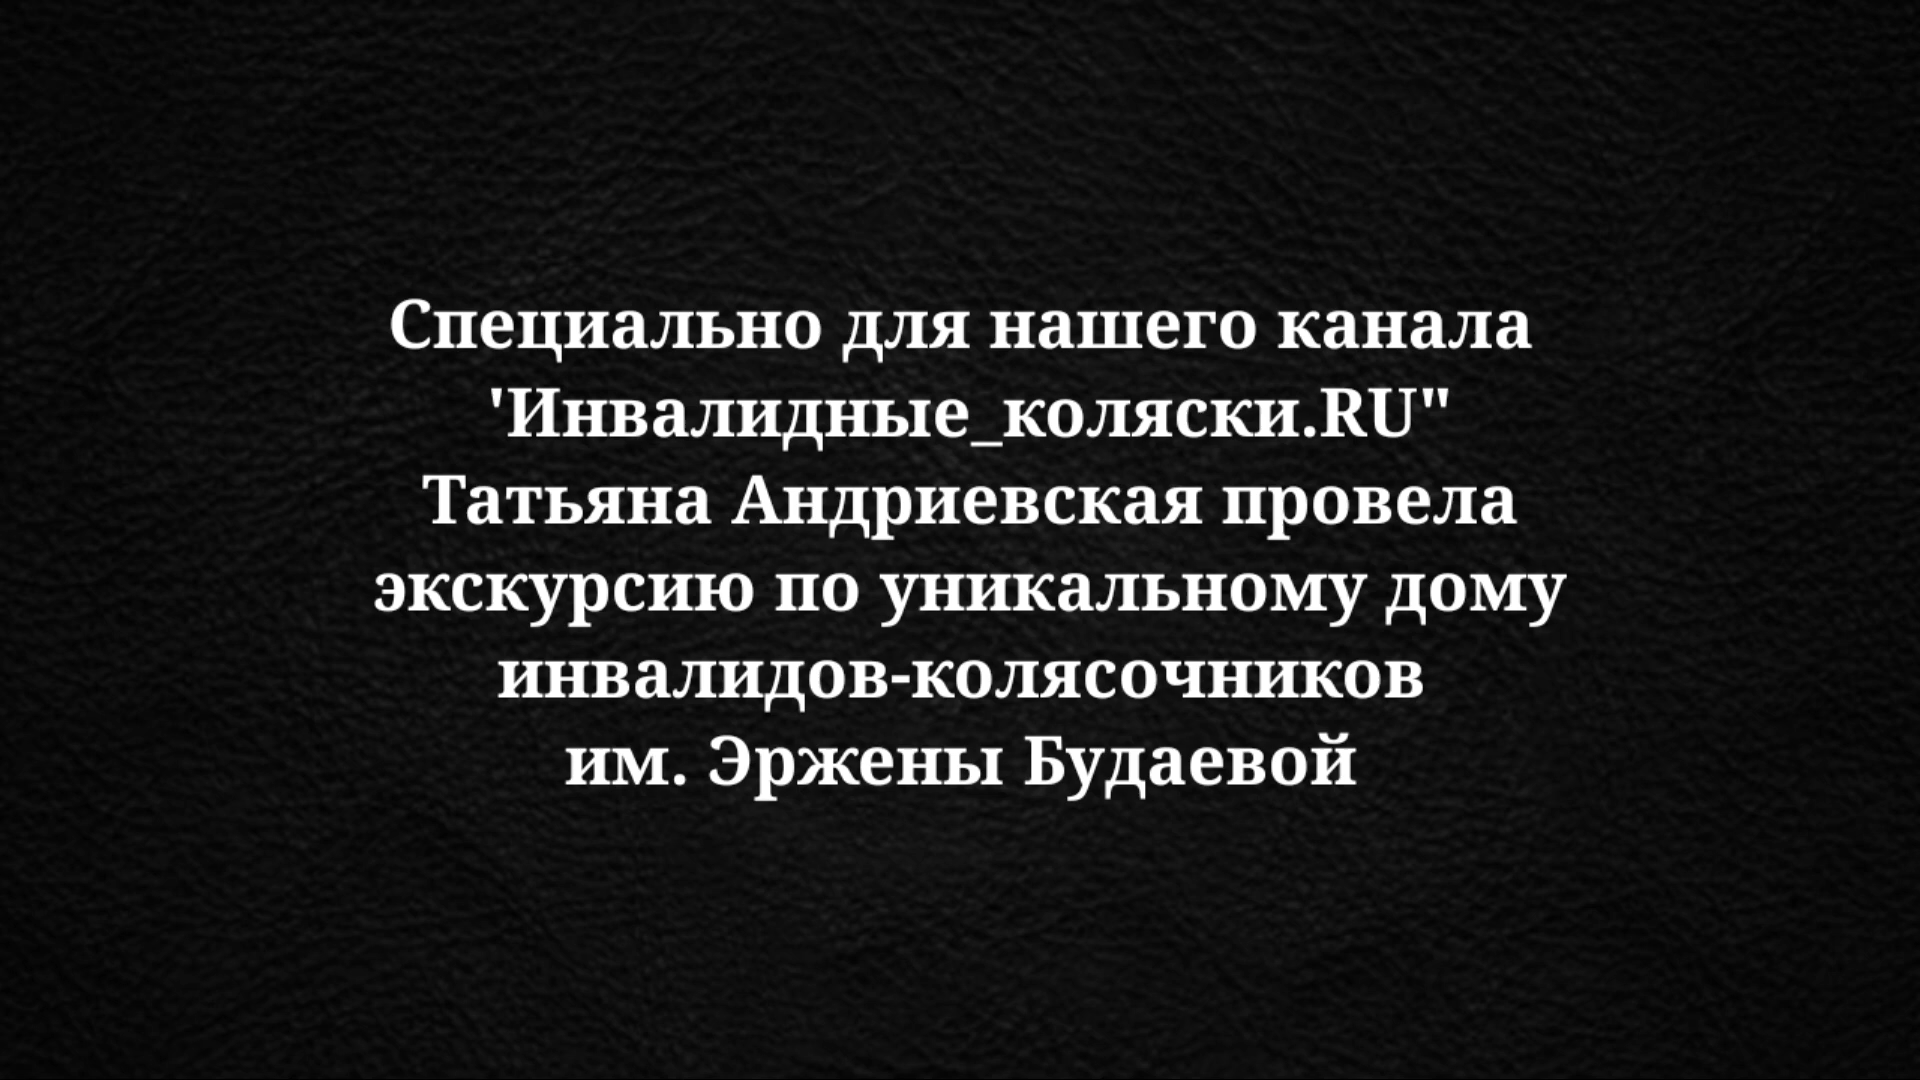 Специально для нашего канала
'Инвалидные_коляски.RU"
Татьяна Андриевская провела
экскурсию по уникальному дому
инвалидов-колясочников
им. Эржены Будаевой